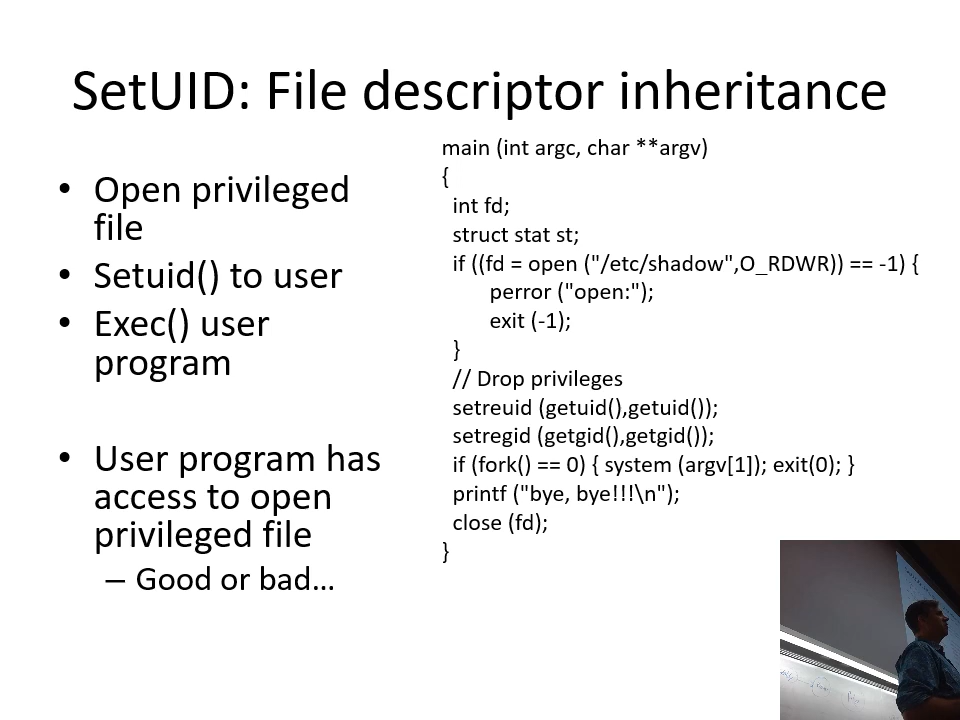 SetUID: File descriptor inheritance
• Open privileged
file
• Setuid() to user
• Exec() user
program
• User program has
access to open
privileged file
– Good or bad…
main (int argc, char **argv)
{
int fd;
struct stat st;
if ((fd = open ("/etc/shadow",O_RDWR)) == -1) {
perror ("open:");
exit (-1);
}
// Drop privileges
setreuid (getuid(),getuid());
setregid (getgid(),getgid());
if (fork() == 0) { system (argv[1]); exit(0); }
printf ("bye, bye!!!\n");
close (fd);
}